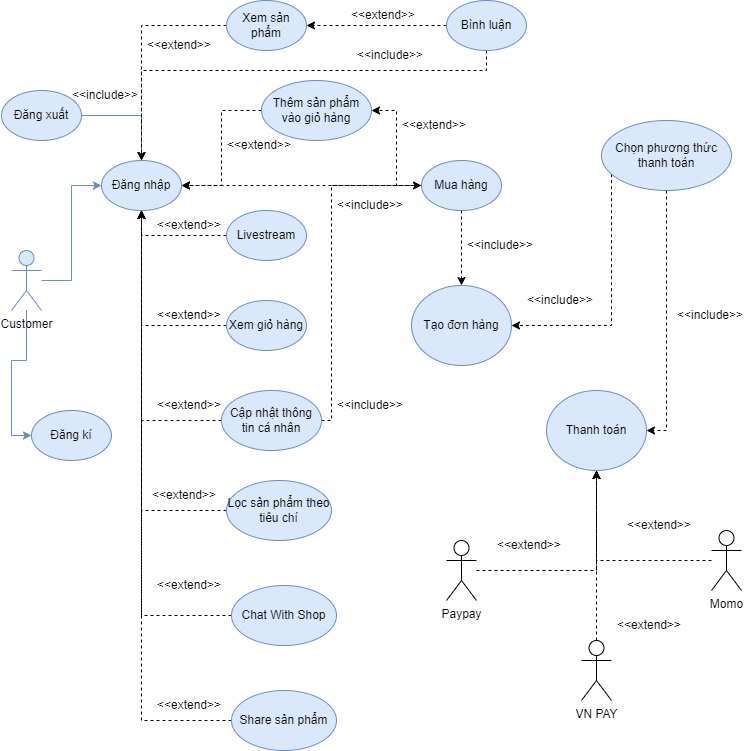 Xem sản
phẩm
<<extend>>
Bình luận
<<extend>>
<<include>>
<<include>>
Đăng xuất
Thêm sản phẩm
vào giỏ hàng
<<extend>>
<<extend>>
Chọn phương thức
thanh toán
Đăng nhập
Mua hàng
<<include>>
<<extend>>
Livestream
<<include>>
Customer
<<extend>>
Xem giỏ hàng
<<include>>
Tạo đơn hàng
<<include>>
<<extend>>
Cập nhật thông
tin cá nhân
<<include>>
Đăng kí
Thanh toán
<<extend>>
Lọc sản phẩm theo
tiêu chí
<<extend>>
<<extend>>
Paypay
Momo
<<extend>>
Chat With Shop
<<extend>>
VN PAY
<<extend>>
Share sản phẩm